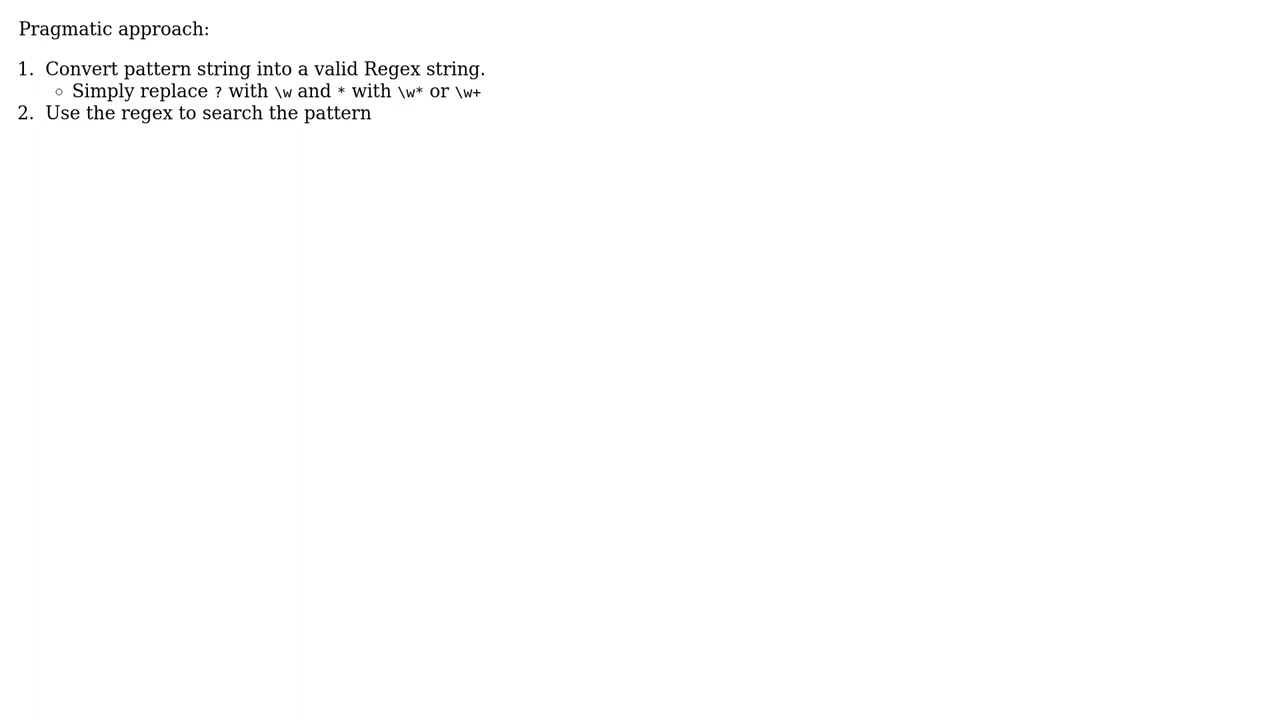 Pragmatic approach:
1. Convert pattern string into a valid Regex string.
○ Simply replace ? with \w and * with \w* or \w+
2. Use the regex to search the pattern